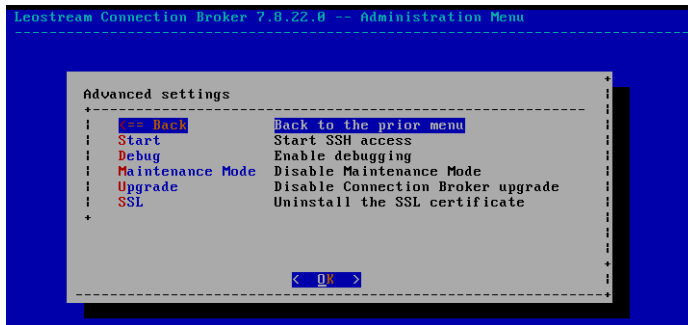 Leostream Connection Broker 7.8.22.0 -- Administration Menu
Advanced settings
<== Back Back to the prior menu
Start Start SSH access
Debug Enable debugging
Maintenance Mode Disable Maintenance Mode
Upgrade Disable Connection Broker upgrade
SSL Uninstall the SSL certificate
< OK >